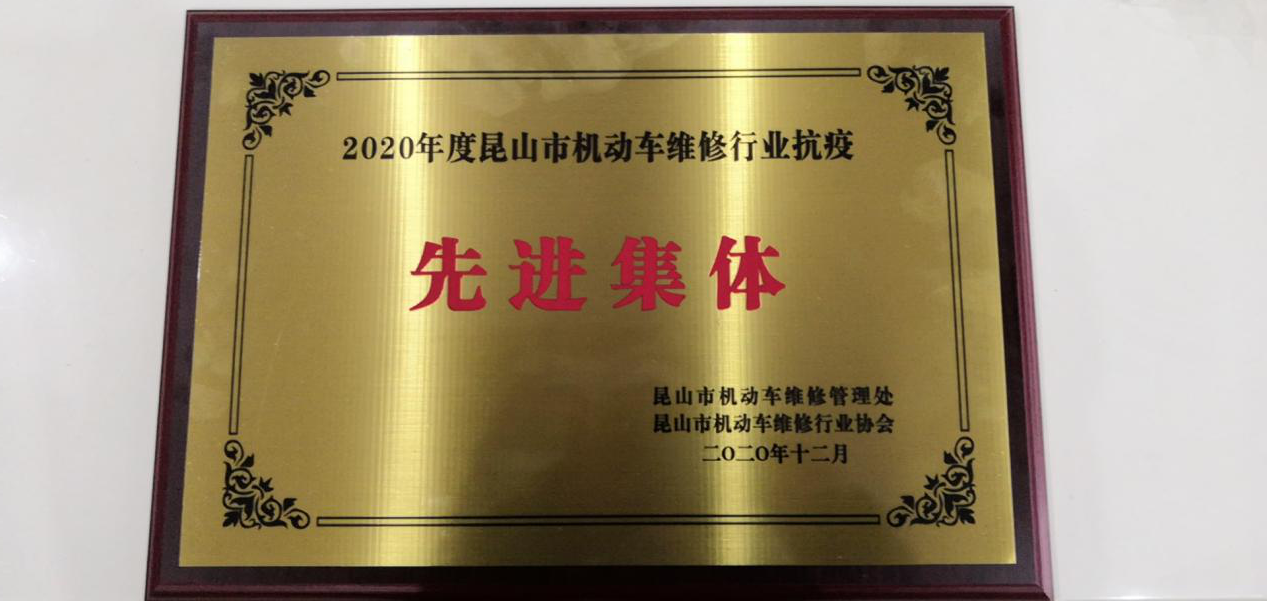 2020年度昆山市机动车维修行业抗疫
先进集体
昆山市机动车维修管理处
昆山市机动车维修行业协会
二〇二〇年十二月